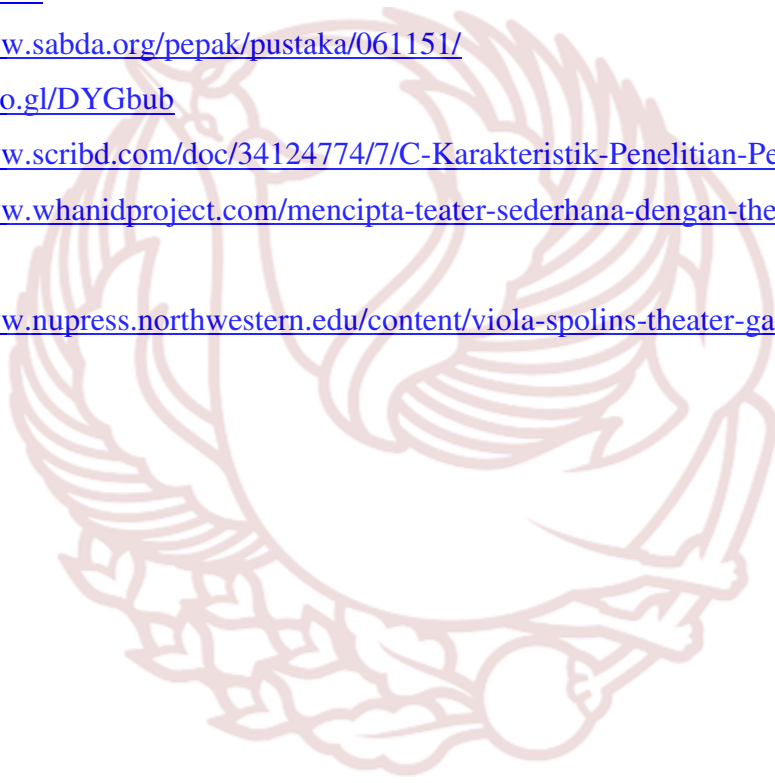 w.sabda.org/pepak/pustaka/061151/
o.gl/DYGbub
w.scribd.com/doc/34124774/7/C-Karakteristik-Penelitian-Pe
w.whanidproject.com/mencipta-teater-sederhana-dengan-the
w.nupress.northwestern.edu/content/viola-spolins-theater-ga